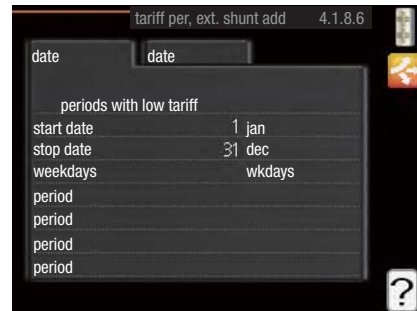 tariff per, ext. shunt add 4.1.8.6
date date
periods with low tariff
start date 1 jan
stop date 31 dec
weekdays wkdays
period
period
period
period
?